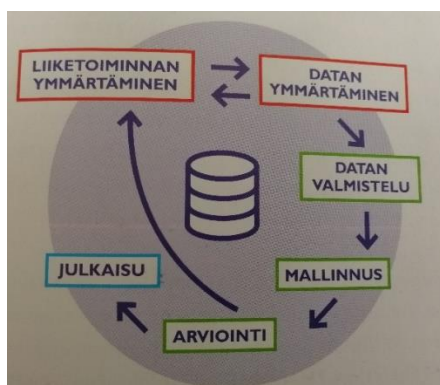 LIIKETOIMINNAN
YMMÄRTÄMINEN
DATAN
YMMÄRTÄMINEN
DATAN
VALMISTELU
MALLINNUS
ARVIOINTI
JULKAISU